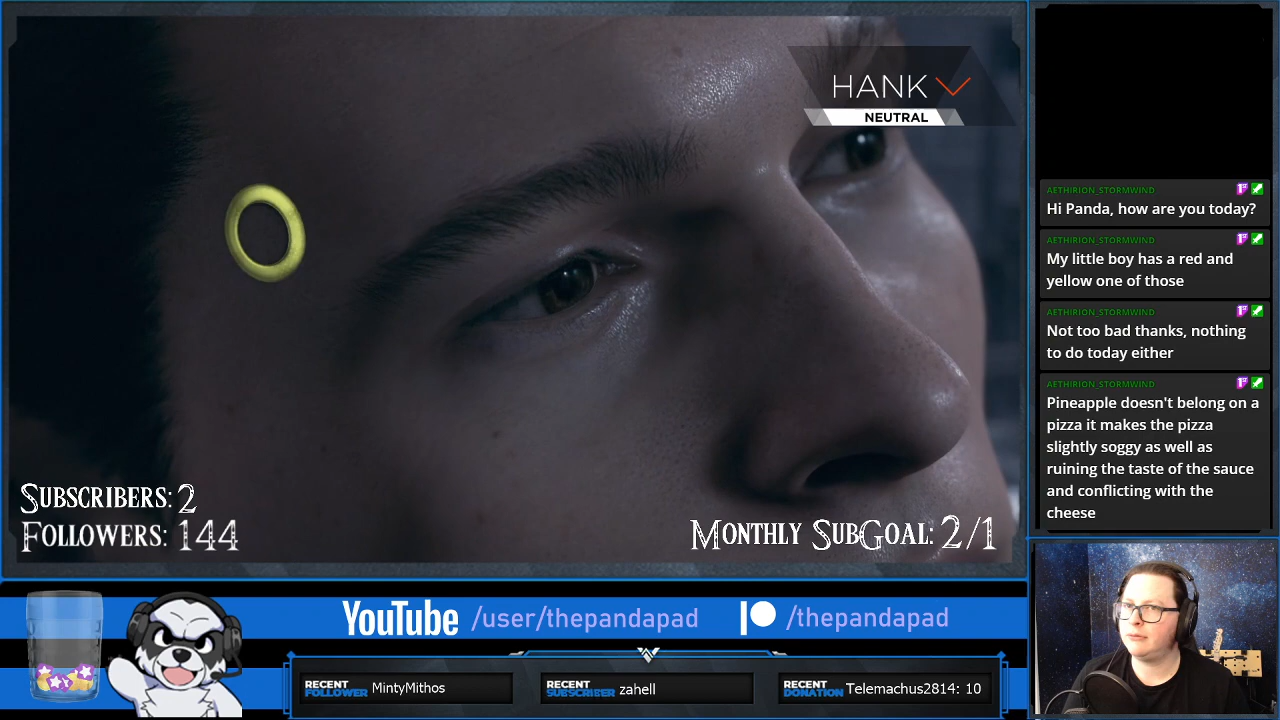 HANK
NEUTRAL
SUBSCRIBERS: 2
FOLLOWERS: 144
MONTHLY SUBGOAL: 2/1
AETHIRION_STORMWIND
Hi Panda, how are you today?
AETHIRION_STORMWIND
My little boy has a red and
yellow one of those
AETHIRION_STORMWIND
Not too bad thanks, nothing
to do today either
AETHIRION_STORMWIND
Pineapple doesn't belong on a
pizza it makes the pizza
slightly soggy as well as
ruining the taste of the sauce
and conflicting with the
cheese
YouTube /user/thepandapad
/thepandapad
RECENT FOLLOWER MintyMithos
RECENT SUBSCRIBER zahell
RECENT DONATION Telemachus2814: 10